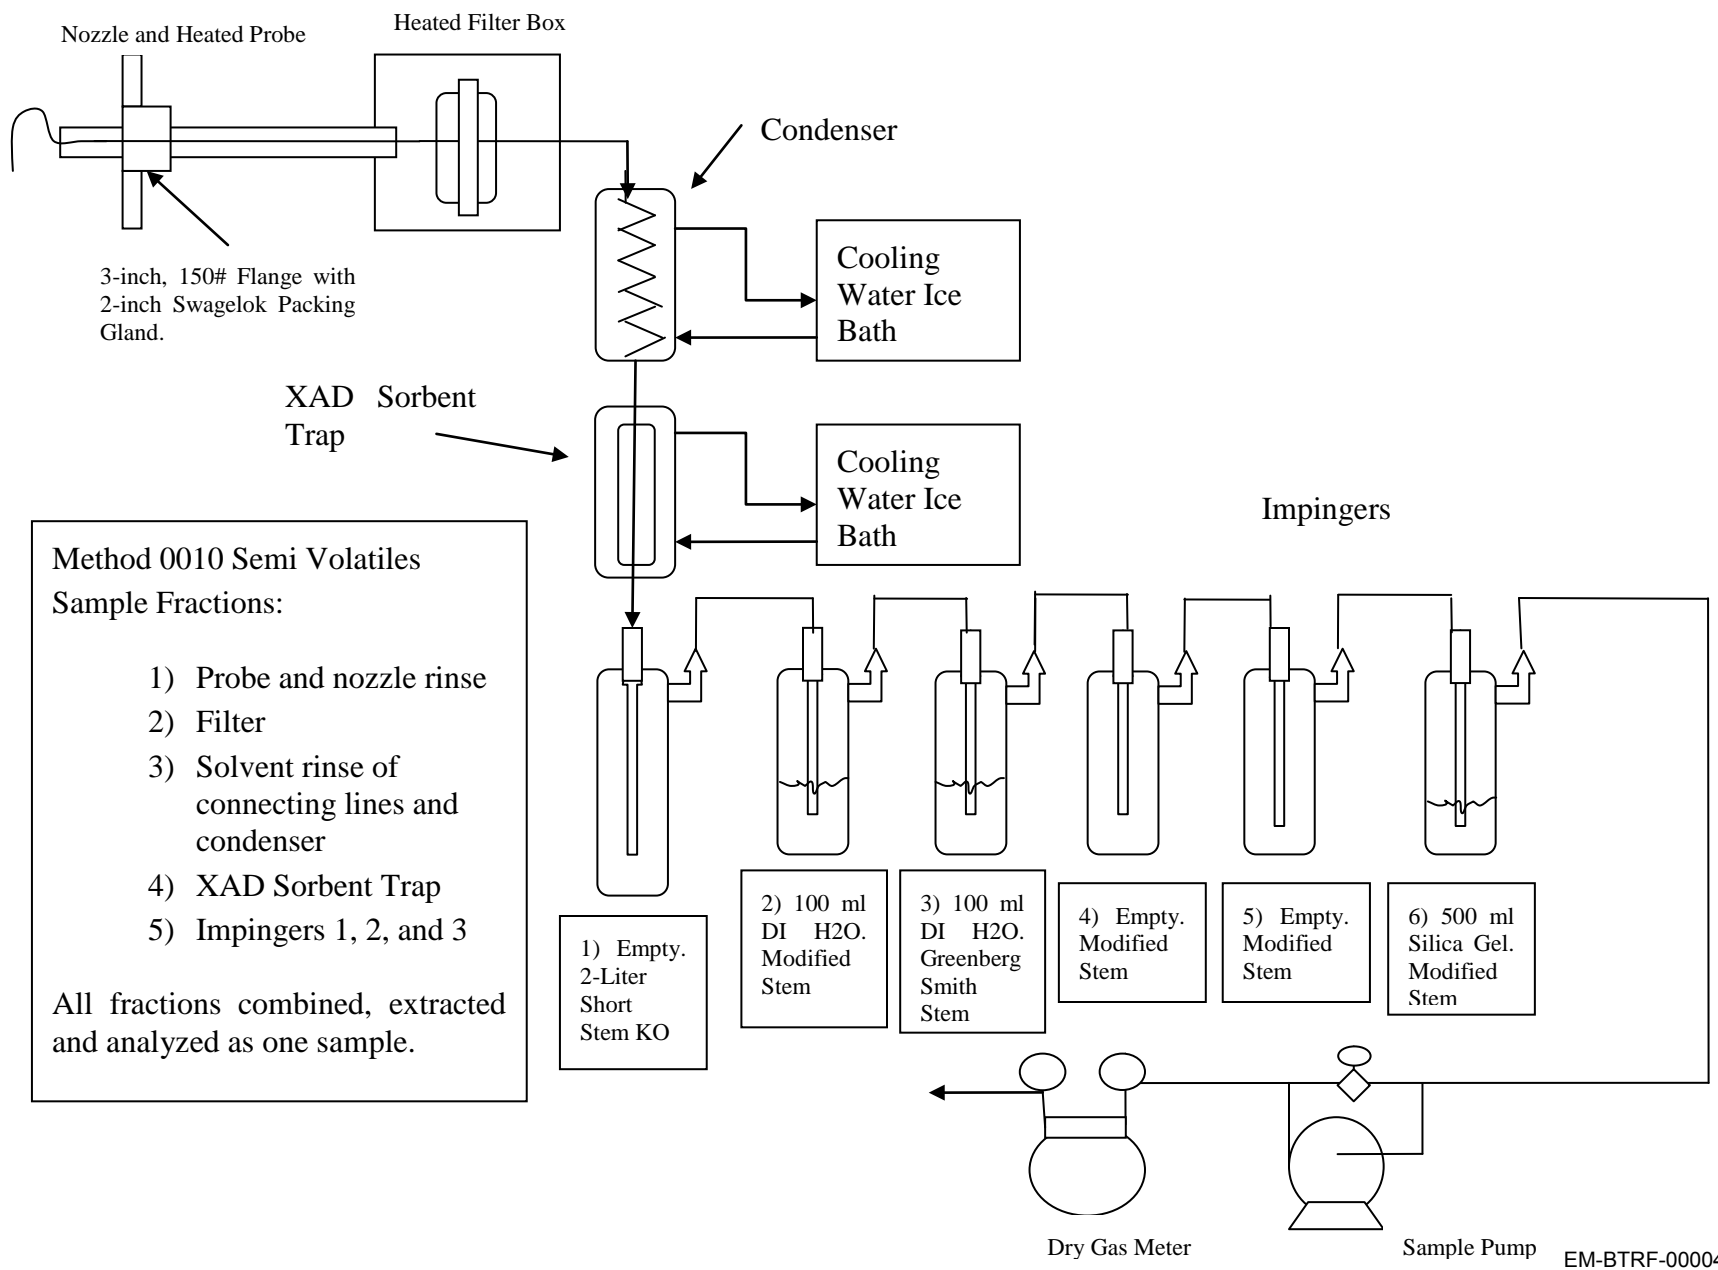 Heated Filter Box
Nozzle and Heated Probe
Condenser
3-inch, 150# Flange with
2-inch Swagelok Packing
Gland.
Cooling
Water Ice
Bath
XAD Sorbent
Trap
Cooling
Water Ice
Bath
Impingers
Method 0010 Semi Volatiles
Sample Fractions:
1) Probe and nozzle rinse
2) Filter
3) Solvent rinse of
connecting lines and
condenser
4) XAD Sorbent Trap
5) Impingers 1, 2, and 3
All fractions combined, extracted
and analyzed as one sample.
1) Empty.
2-Liter
Short
Stem KO
2) 100 ml
DI H2O.
Modified
Stem
3) 100 ml
DI H2O.
Greenberg
Smith
Stem
4) Empty.
Modified
Stem
5) Empty.
Modified
Stem
6) 500 ml
Silica Gel.
Modified
Stem
Dry Gas Meter
Sample Pump
EM-BTRF-00004